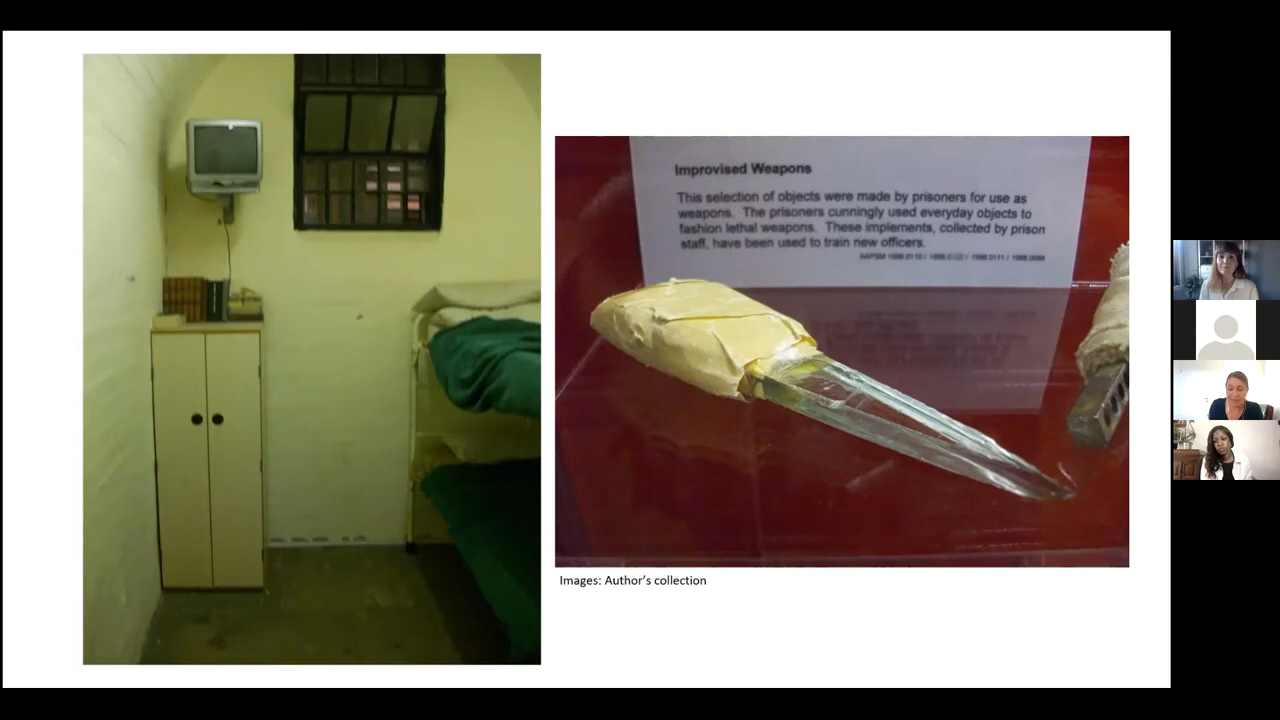 Improvised Weapons
This selection of objects were made by prisoners for use as
weapons. The prisoners cunningly used everyday objects to
fashion lethal weapons. These implements, collected by prison
staff, have been used to train new officers.
Images: Author's collection